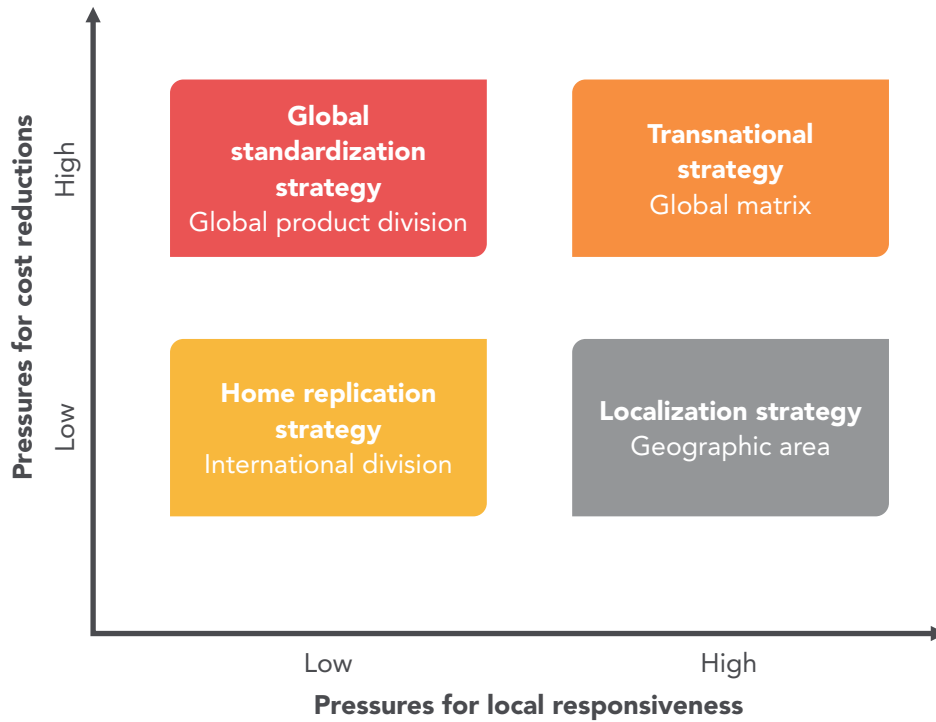 Pressures for cost reductions
High
Low
Global
standardization
strategy
Global product division
Transnational
strategy
Global matrix
Home replication
strategy
International division
Localization strategy
Geographic area
Low
High
Pressures for local responsiveness